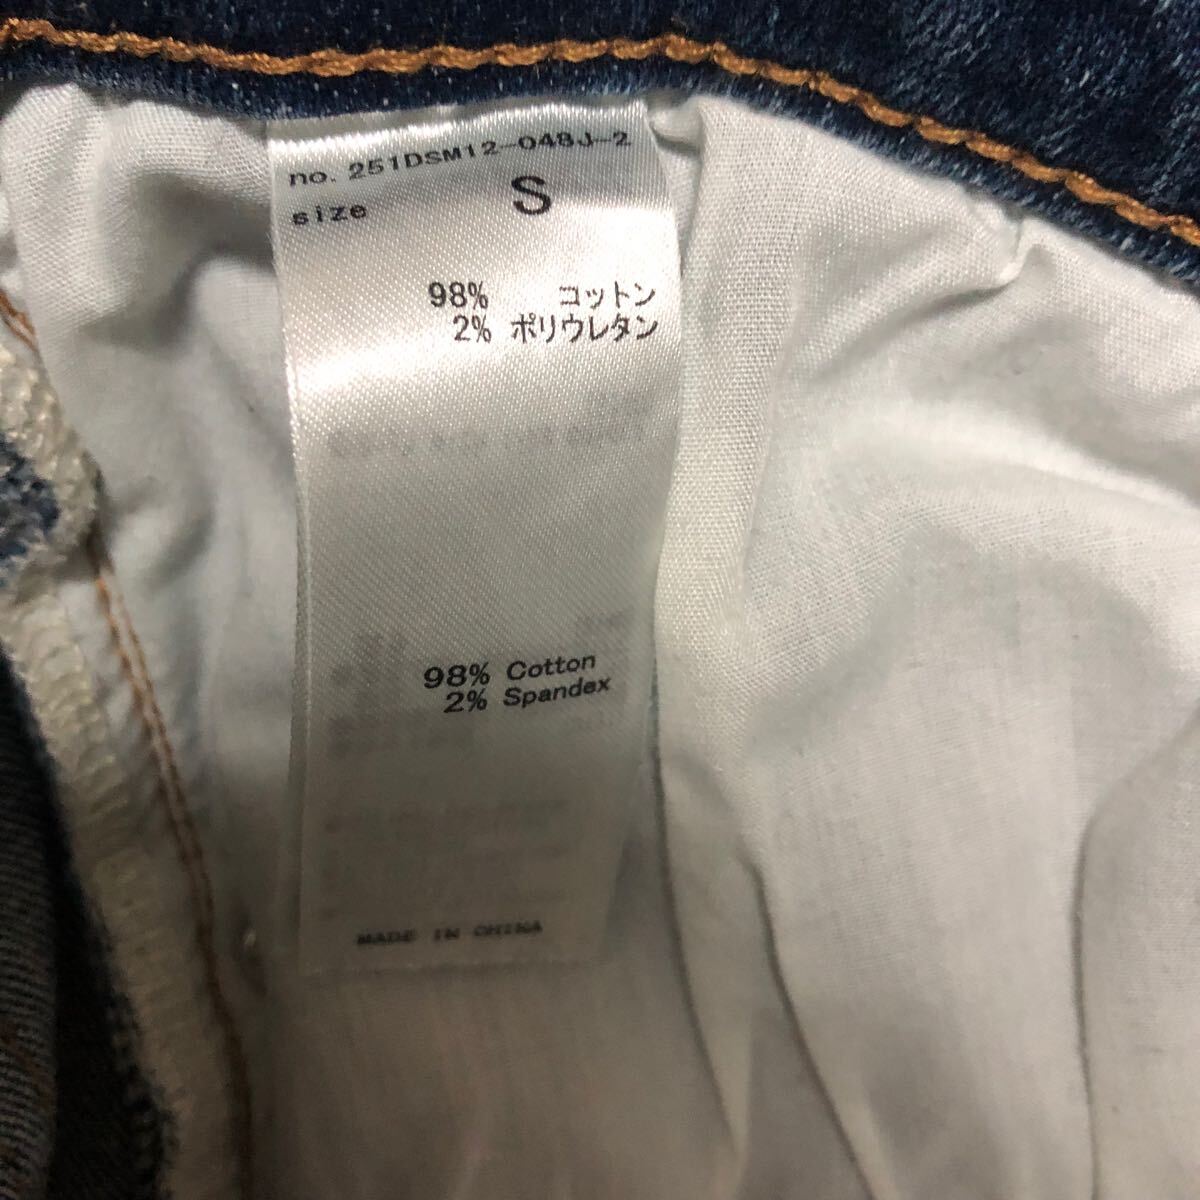 no. 251DSM12-048J-2
size S
98% コットン
2% ポリウレタン
98% Cotton
2% Spandex
MADE IN CHINA